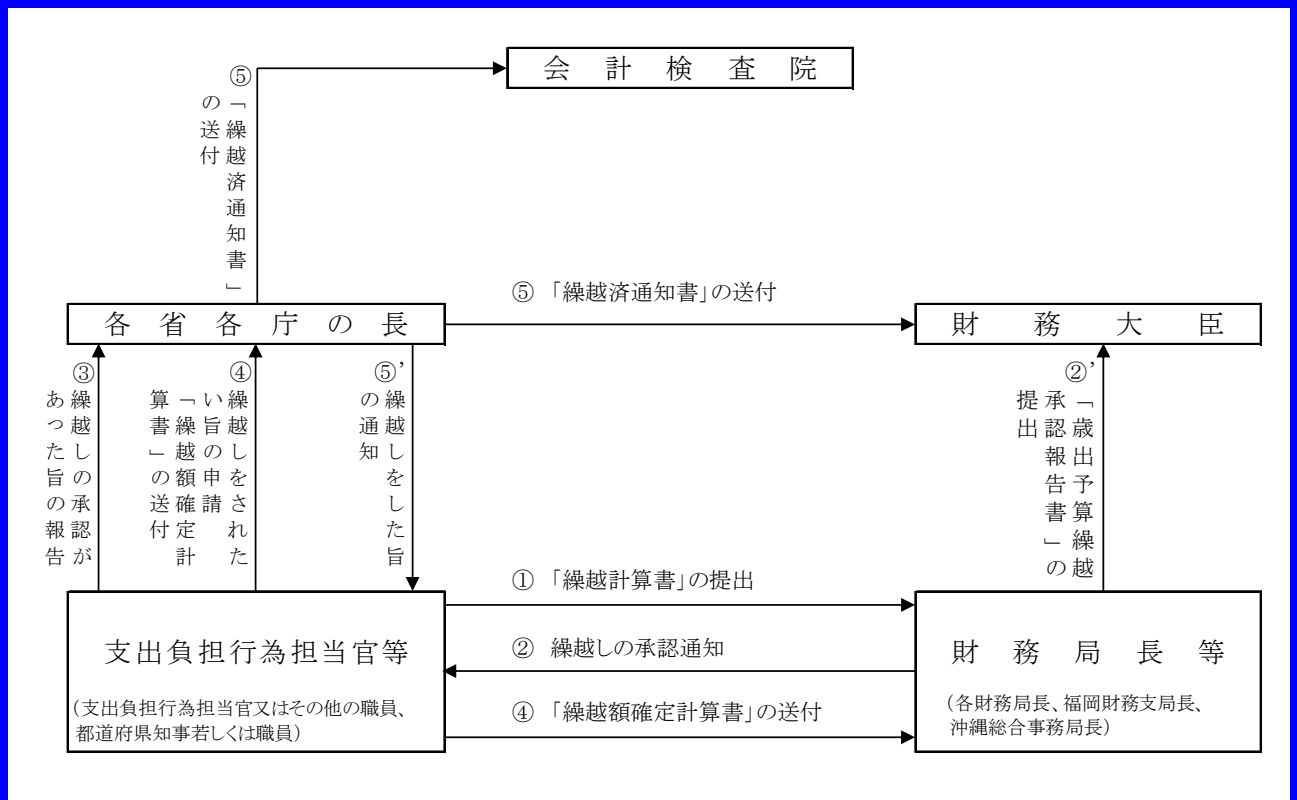 会計検査院
⑤
「繰越済通知書」
の送付
⑤ 「繰越済通知書」の送付
各省各庁の長
財務大臣
③
繰越しの承認が
あった旨の報告
④
繰越しをされた
い旨の申請
「繰越額確定計
算書」の送付
⑤’
繰越しをした旨
の通知
②’
「歳出予算繰越
承認報告書」の
提出
① 「繰越計算書」の提出
支出負担行為担当官等
(支出負担行為担当官又はその他の職員、
都道府県知事若しくは職員)
② 繰越しの承認通知
④ 「繰越額確定計算書」の送付
財務局長等
(各財務局長、福岡財務支局長、
沖縄総合事務局長)